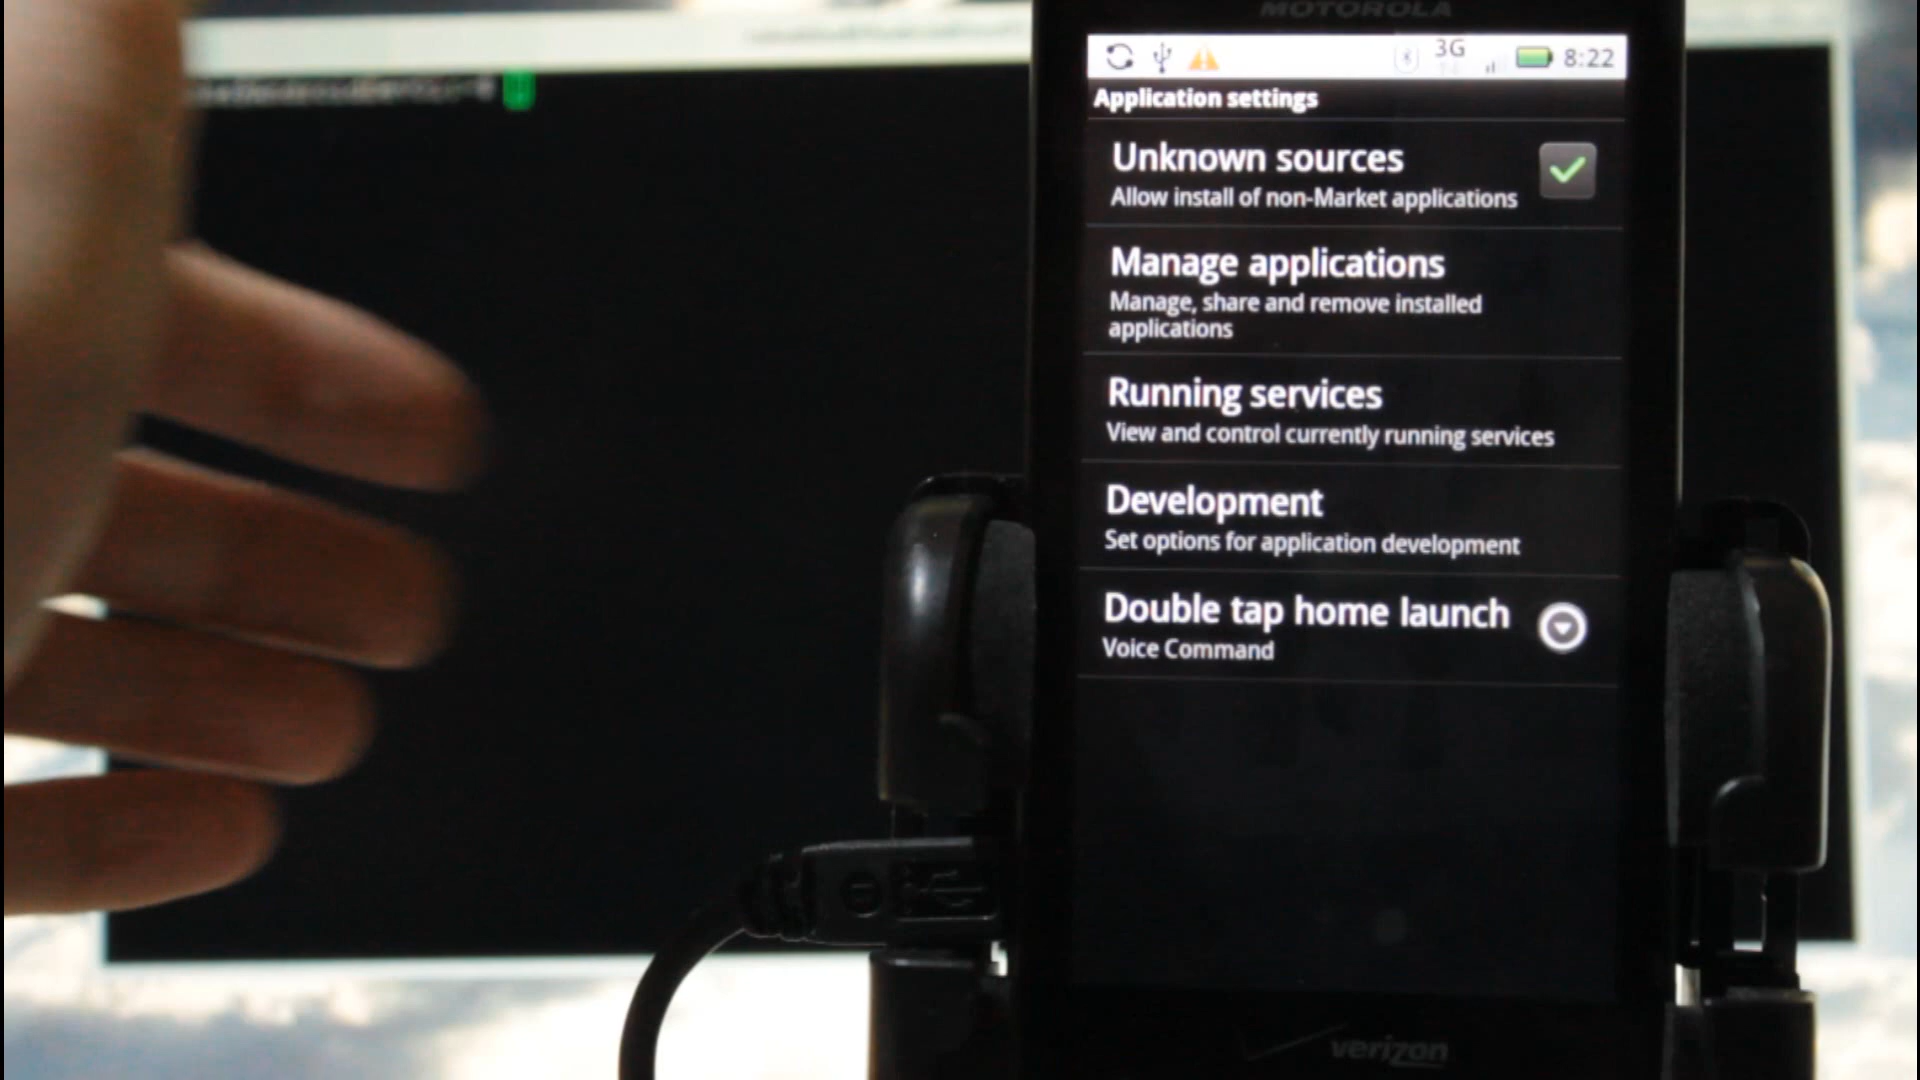 MOTOROLA
3G
8:22
Application settings
Unknown sources
Allow install of non-Market applications
Manage applications
Manage, share and remove installed
applications
Running services
View and control currently running services
Development
Set options for application development
Double tap home launch
Voice Command
verizon